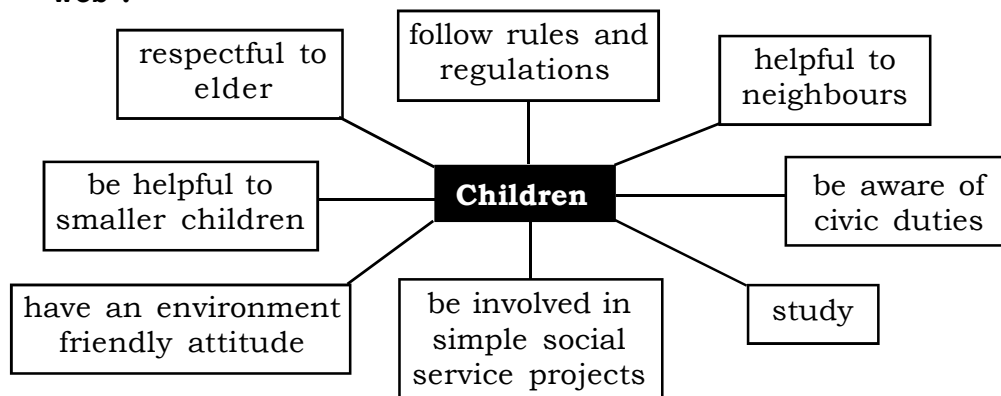 web :
respectful to
elder
follow rules and
regulations
helpful to
neighbours
be helpful to
smaller children
Children
be aware of
civic duties
have an environment
friendly attitude
be involved in
simple social
service projects
study